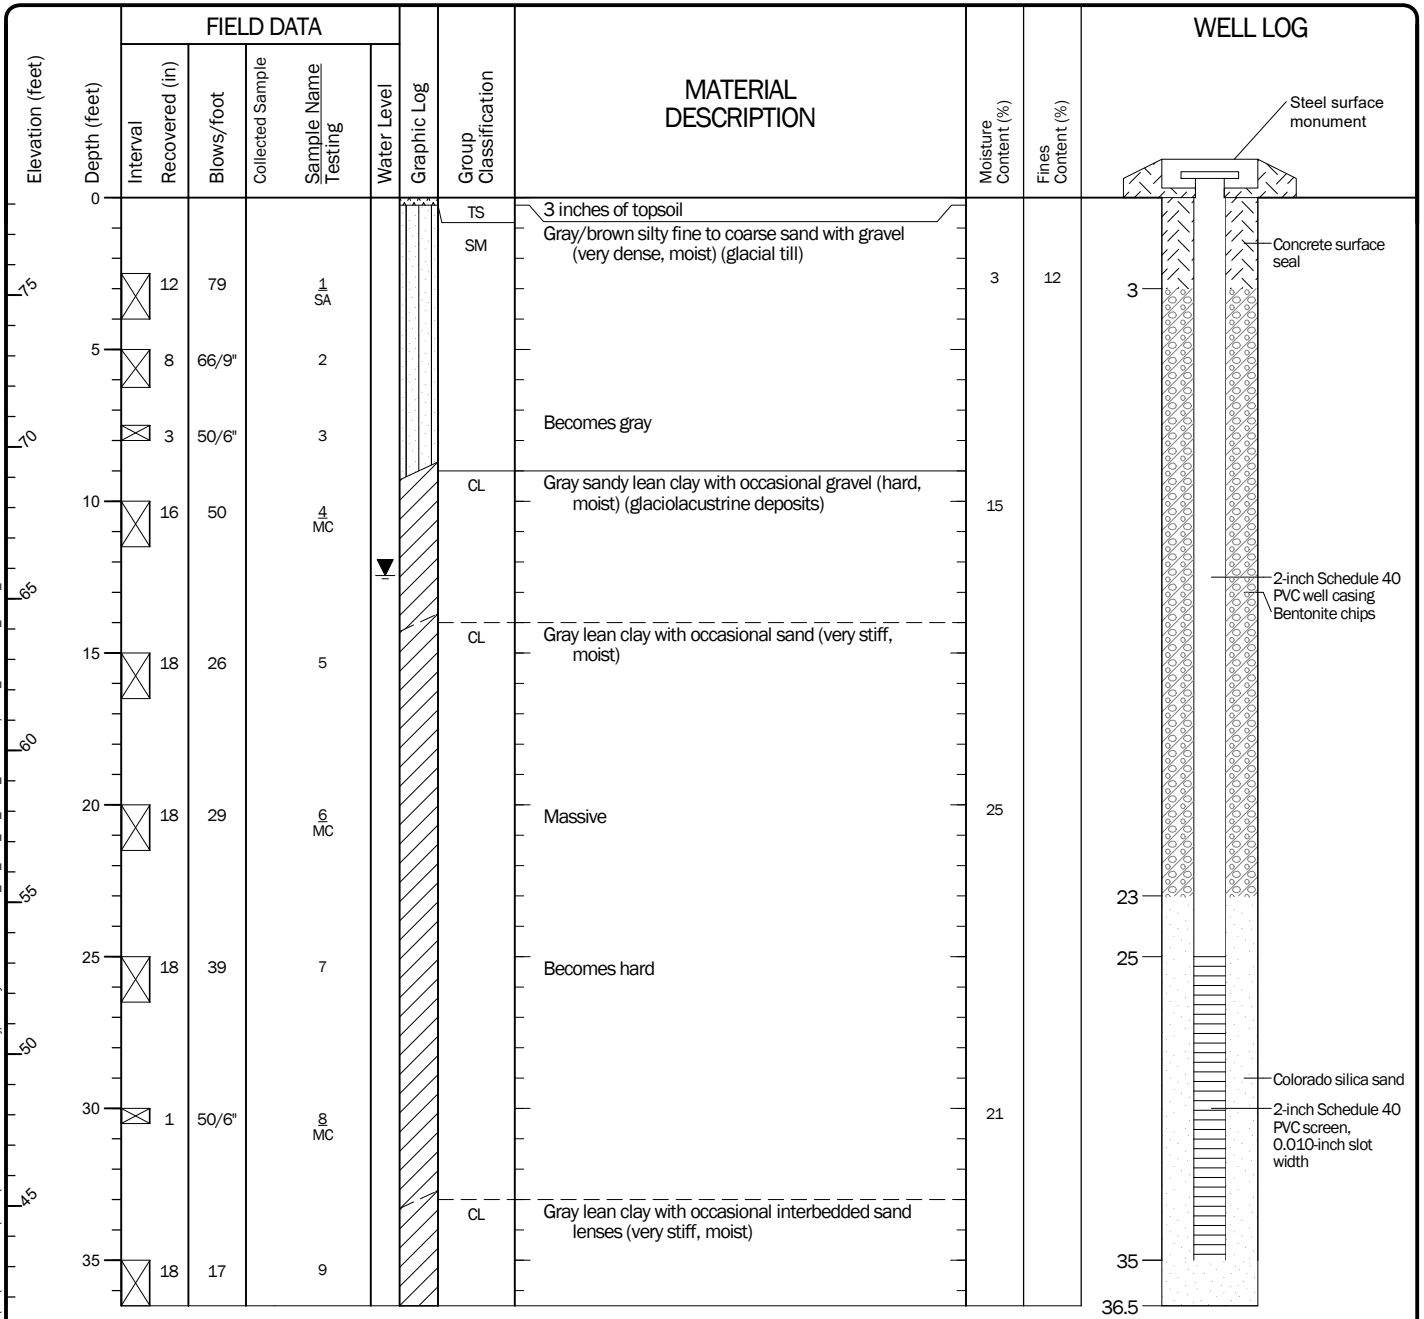 FIELD DATA
WELL LOG
Elevation (feet)
Depth (feet)
Interval
Recovered (in)
Blows/foot
Collected Sample
Sample Name
Testing
Water Level
Graphic Log
Group
Classification
MATERIAL
DESCRIPTION
Moisture
Content (%)
Fines
Content (%)
Steel surface
monument
0
TS
3 inches of topsoil
SM
Gray/brown silty fine to coarse sand with gravel
(very dense, moist) (glacial till)
Concrete surface
seal
75
12
79
1
SA
3
12
3
5
8
66/9"
2
70
3
50/6"
3
Becomes gray
CL
Gray sandy lean clay with occasional gravel (hard,
moist) (glaciolacustrine deposits)
10
16
50
4
MC
15
65
2-inch Schedule 40
PVC well casing
Bentonite chips
CL
Gray lean clay with occasional sand (very stiff,
moist)
15
18
26
5
60
20
18
29
6
MC
Massive
25
55
23
25
18
39
7
Becomes hard
25
50
Colorado silica sand
30
1
50/6"
8
MC
21
2-inch Schedule 40
PVC screen,
0.010-inch slot
width
45
CL
Gray lean clay with occasional interbedded sand
lenses (very stiff, moist)
35
18
17
9
35
36.5